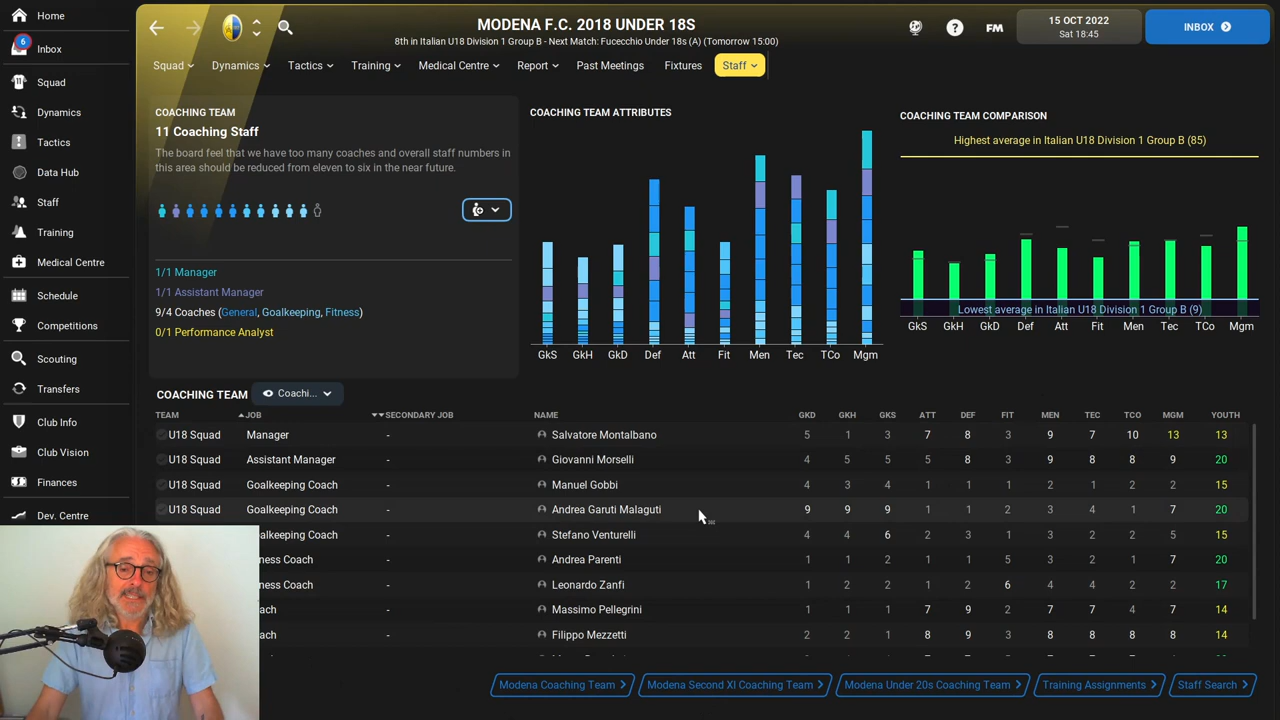 Home
MODENA F.C. 2018 UNDER 18S
8th in Italian U18 Division 1 Group B - Next Match: Fucecchio Under 18s (A) (Tomorrow 15:00)
FM
15 OCT 2022
Sat 18:45
INBOX
6
Inbox
Squad Dynamics Tactics Training Medical Centre Report Past Meetings Fixtures Staff
Squad
Dynamics
Tactics
Data Hub
Staff
Training
Medical Centre
Schedule
Competitions
Scouting
Transfers
Club Info
Club Vision
Finances
Dev. Centre
COACHING TEAM
11 Coaching Staff
The board feel that we have too many coaches and overall staff numbers in
this area should be reduced from eleven to six in the near future.
1/1 Manager
1/1 Assistant Manager
9/4 Coaches (General, Goalkeeping, Fitness)
0/1 Performance Analyst
COACHING TEAM ATTRIBUTES
GkS GkH GkD Def Att Fit Men Tec TCo Mgm
COACHING TEAM COMPARISON
Highest average in Italian U18 Division 1 Group B (85)
Lowest average in Italian U18 Division 1 Group B (9)
GkS GkH GkD Def Att Fit Men Tec TCo Mgm
COACHING TEAM Coachi...
TEAM JOB SECONDARY JOB NAME GKD GKH GKS ATT DEF FIT MEN TEC TCO MGM YOUTH
U18 Squad Manager - Salvatore Montalbano 5 1 3 7 8 3 9 7 10 13 13
U18 Squad Assistant Manager - Giovanni Morselli 4 5 5 5 8 3 9 8 8 9 20
U18 Squad Goalkeeping Coach - Manuel Gobbi 4 3 4 1 1 1 2 1 2 2 15
U18 Squad Goalkeeping Coach - Andrea Garuti Malaguti 9 9 9 1 1 2 3 4 1 7 20
alkeeping Coach - Stefano Venturelli 4 4 6 2 3 1 3 2 2 5 15
ness Coach - Andrea Parenti 1 1 1 1 2 5 3 2 1 7 20
ness Coach - Leonardo Zanfi 1 2 2 1 2 6 4 4 2 2 17
ach - Massimo Pellegrini 1 1 1 7 9 2 7 7 4 7 14
ach - Filippo Mezzetti 2 2 1 8 9 3 8 8 8 8 14
Modena Coaching Team Modena Second XI Coaching Team Modena Under 20s Coaching Team Training Assignments Staff Search